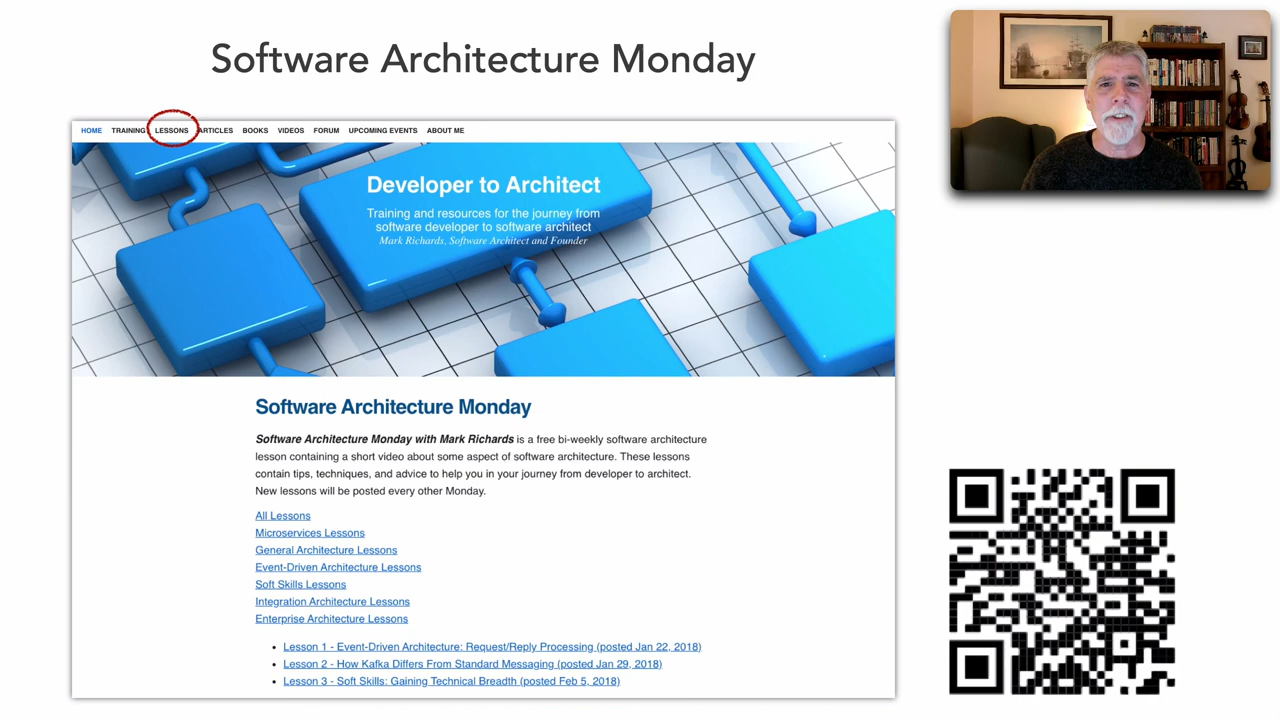 Software Architecture Monday
HOME TRAINING LESSONS ARTICLES BOOKS VIDEOS FORUM UPCOMING EVENTS ABOUT ME
Developer to Architect
Training and resources for the journey from
software developer to software architect
Mark Richards, Software Architect and Founder
Software Architecture Monday
Software Architecture Monday with Mark Richards is a free bi-weekly software architecture
lesson containing a short video about some aspect of software architecture. These lessons
contain tips, techniques, and advice to help you in your journey from developer to architect.
New lessons will be posted every other Monday.
All Lessons
Microservices Lessons
General Architecture Lessons
Event-Driven Architecture Lessons
Soft Skills Lessons
Integration Architecture Lessons
Enterprise Architecture Lessons
• Lesson 1 - Event-Driven Architecture: Request/Reply Processing (posted Jan 22, 2018)
• Lesson 2 - How Kafka Differs From Standard Messaging (posted Jan 29, 2018)
• Lesson 3 - Soft Skills: Gaining Technical Breadth (posted Feb 5, 2018)